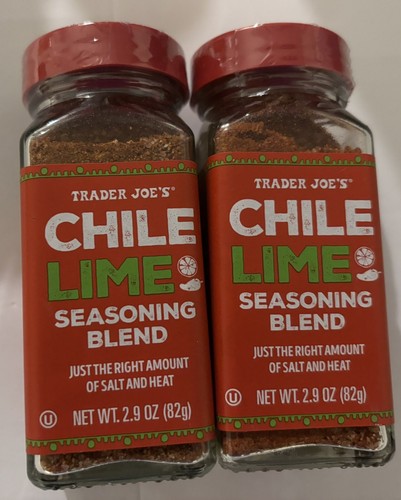 TRADER JOE'S®
CHILE
LIME
SEASONING
BLEND
JUST THE RIGHT AMOUNT
OF SALT AND HEAT
U
NET WT. 2.9 OZ (82g)
TRADER JOE'S®
CHILE
LIME
SEASONING
BLEND
JUST THE RIGHT AMOUNT
OF SALT AND HEAT
U
NET WT. 2.9 OZ (82g)